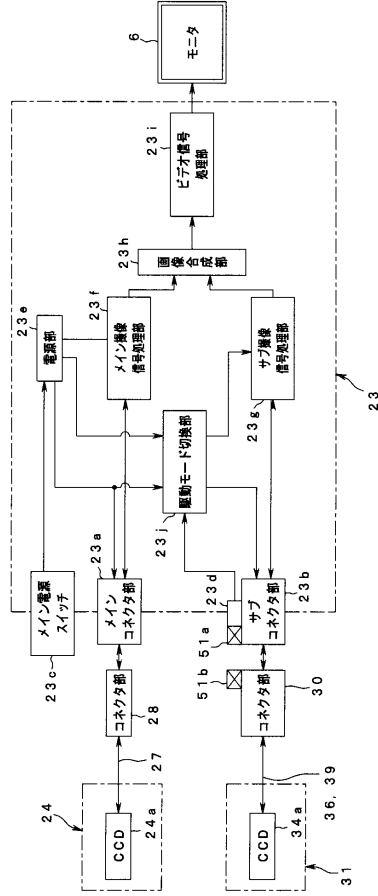 モニタ
6
23i
ビデオ信号
処理部
画像合成部
23h
23e
電源部
23f
メイン撮像
信号処理部
サブ撮像
信号処理部
23g
23
駆動モード切換部
23j
メイン電源
スイッチ
23c
23a
メイン
コネクタ部
23d
51a
サブ
コネクタ部
23b
コネクタ部
28
51b
コネクタ部
30
27
36, 39
24
CCD
24a
CCD
34a
31